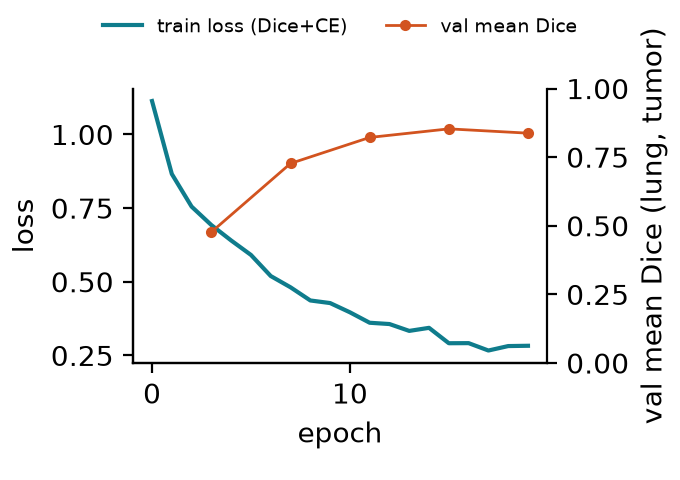 train loss (Dice+CE)
val mean Dice
1.00
0.75
0.50
0.25
loss
1.00
0.75
0.50
0.25
0.00
val mean Dice (lung, tumor)
0
10
epoch